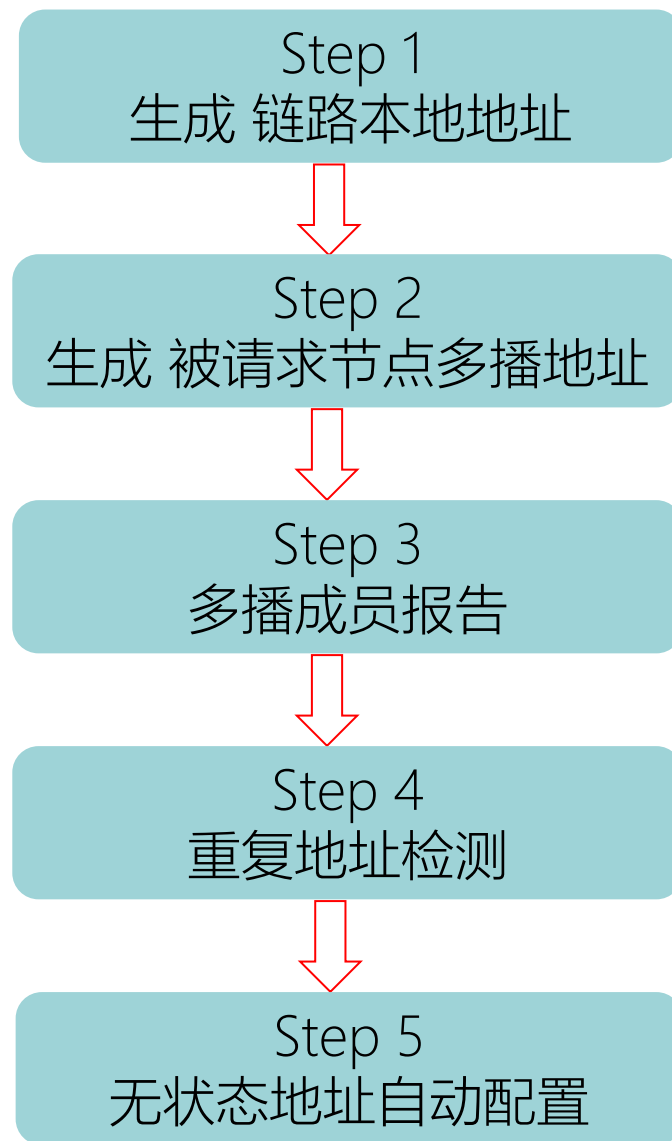 Step 1
生成 链路本地地址
Step 2
生成 被请求节点多播地址
Step 3
多播成员报告
Step 4
重复地址检测
Step 5
无状态地址自动配置